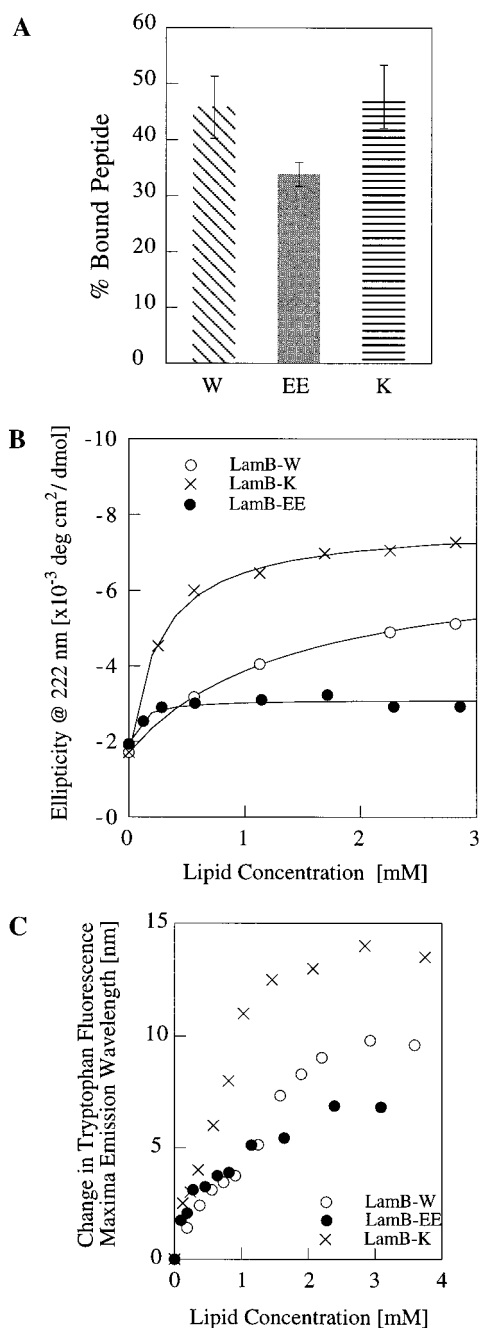 A
60
50
40
30
20
10
0
% Bound Peptide
W EE K
B
-10
-8
-6
-4
-2
-0
Ellipticity @ 222 nm [x10⁻³ deg cm²/ dmol]
LamB-W
LamB-K
LamB-EE
0 1 2 3
Lipid Concentration [mM]
C
15
10
5
0
Change in Tryptophan Fluorescence
Maxima Emission Wavelength [nm]
LamB-W
LamB-EE
LamB-K
0 1 2 3 4
Lipid Concentration [mM]